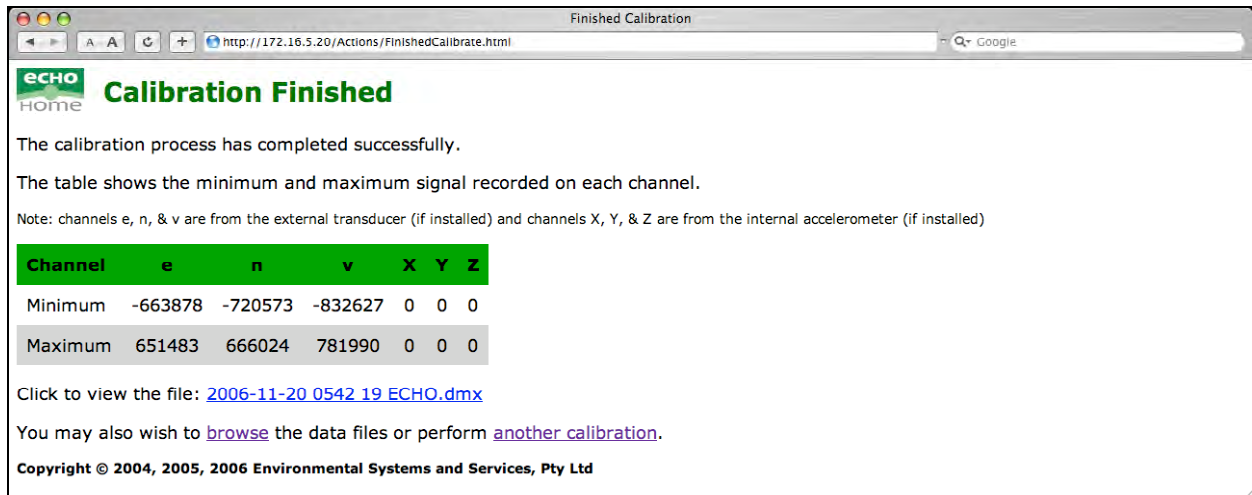 Finished Calibration
A A + http://172.16.5.20/Actions/FinishedCalibrate.html Google
ecHo
Home
Calibration Finished
The calibration process has completed successfully.
The table shows the minimum and maximum signal recorded on each channel.
Note: channels e, n, & v are from the external transducer (if installed) and channels X, Y, & Z are from the internal accelerometer (if installed)
Channel e n v X Y Z
Minimum -663878 -720573 -832627 0 0 0
Maximum 651483 666024 781990 0 0 0
Click to view the file: 2006-11-20 0542 19 ECHO.dmx
You may also wish to browse the data files or perform another calibration.
Copyright © 2004, 2005, 2006 Environmental Systems and Services, Pty Ltd